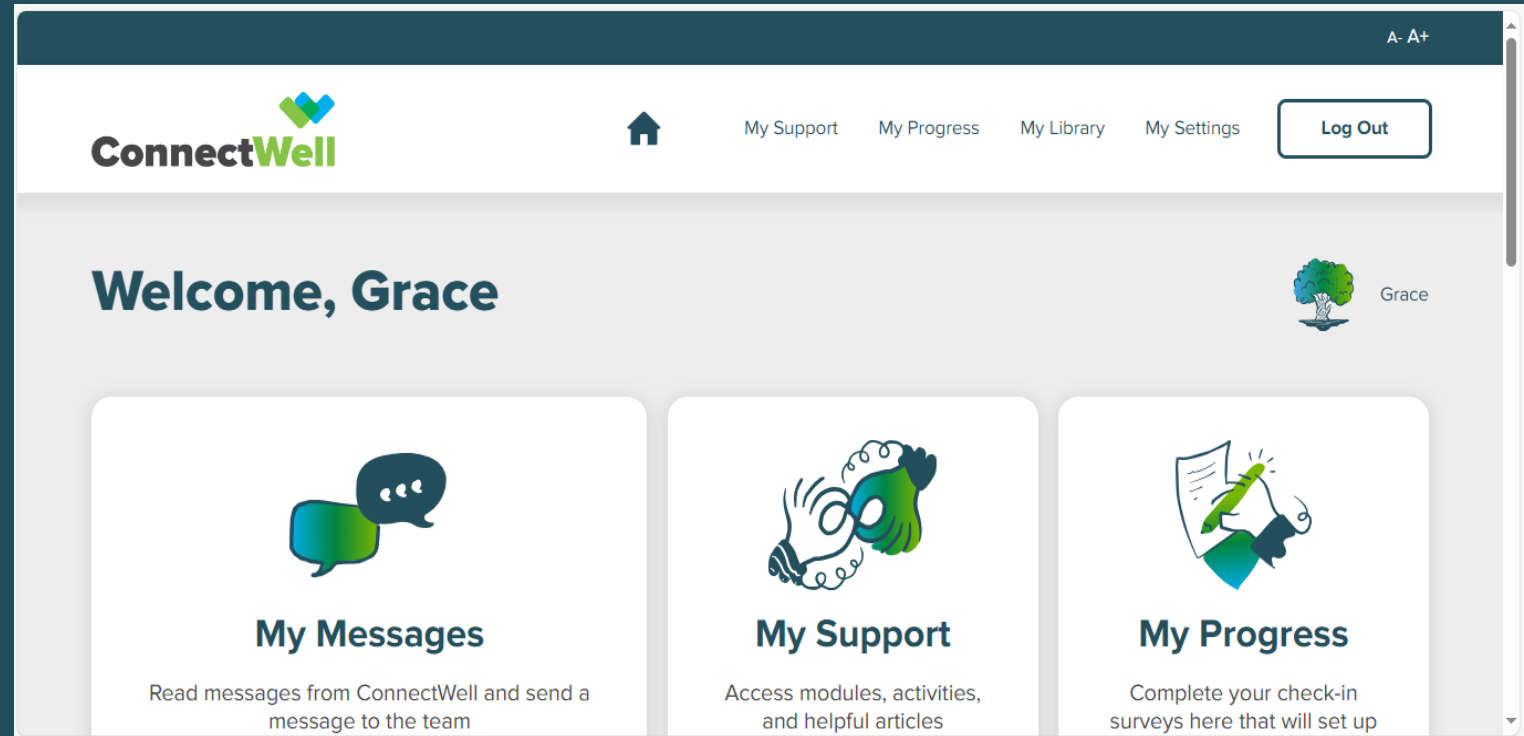 A- A+
ConnectWell
My Support My Progress My Library My Settings Log Out
Welcome, Grace
Grace
My Messages
Read messages from ConnectWell and send a
message to the team
My Support
Access modules, activities,
and helpful articles
My Progress
Complete your check-in
surveys here that will set up